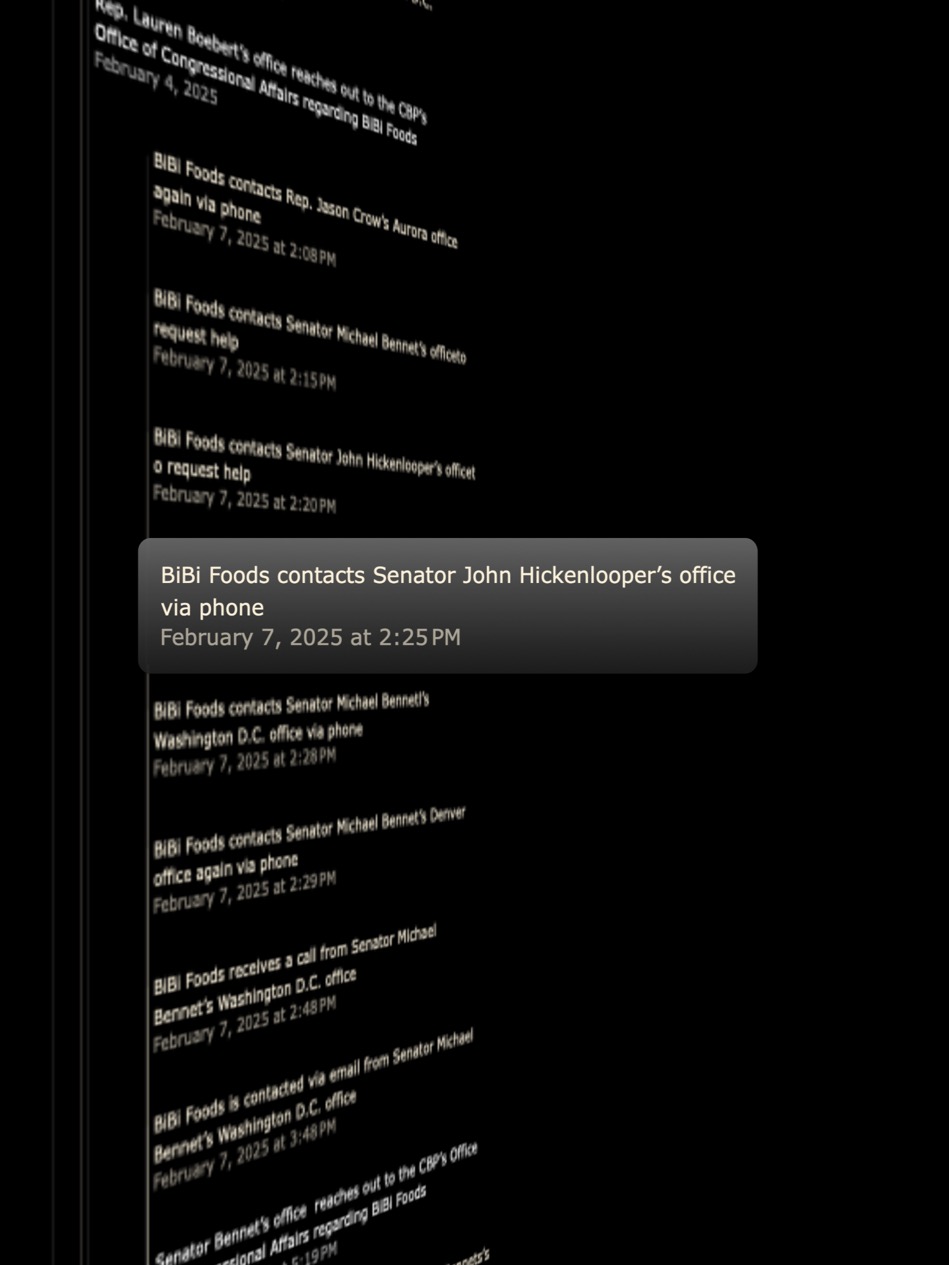 D.C.
Rep. Lauren Boebert's office reaches out to the CBP's
Office of Congressional Affairs regarding BiBi Foods
February 4, 2025
BiBi Foods contacts Rep. Jason Crow's Aurora office
again via phone
February 7, 2025 at 2:08 PM
BiBi Foods contacts Senator Michael Bennet's officeto
request help
February 7, 2025 at 2:15 PM
BiBi Foods contacts Senator John Hickenlooper's officet
o request help
February 7, 2025 at 2:20 PM
BiBi Foods contacts Senator John Hickenlooper’s office
via phone
February 7, 2025 at 2:25 PM
BiBi Foods contacts Senator Michael Bennetl's
Washington D.C. office via phone
February 7, 2025 at 2:28 PM
BiBi Foods contacts Senator Michael Bennet's Denver
office again via phone
February 7, 2025 at 2:29 PM
BiBi Foods receives a call from Senator Michael
Bennet's Washington D.C. office
February 7, 2025 at 2:48 PM
BiBi Foods is contacted via email from Senator Michael
Bennet's Washington D.C. office
February 7, 2025 at 3:48 PM
Senator Bennet's office reaches out to the CBP's Office
ssional Affairs regarding BiBi Foods
5:19 PM